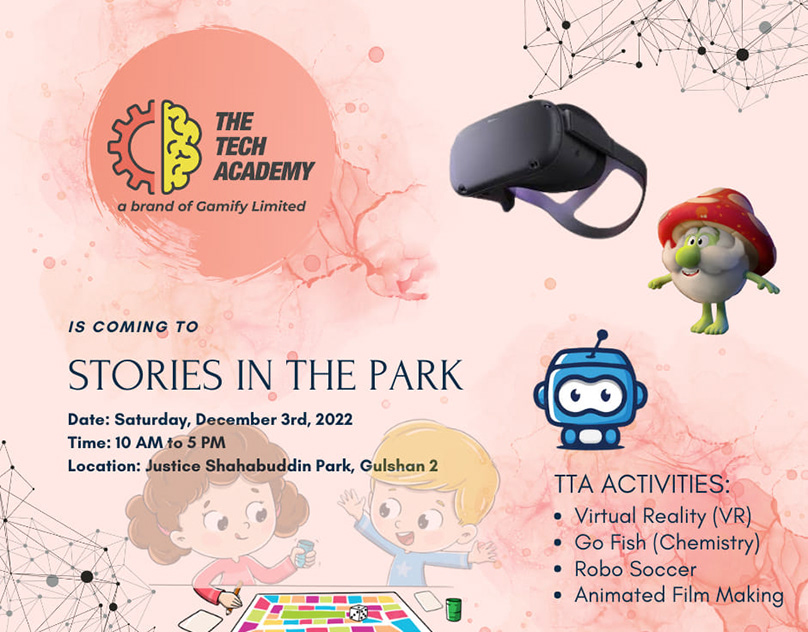 THE
TECH
ACADEMY
a brand of Gamify Limited
IS COMING TO
STORIES IN THE PARK
Date: Saturday, December 3rd, 2022
Time: 10 AM to 5 PM
Location: Justice Shahabuddin Park, Gulshan 2
TTA ACTIVITIES:
• Virtual Reality (VR)
• Go Fish (Chemistry)
• Robo Soccer
• Animated Film Making